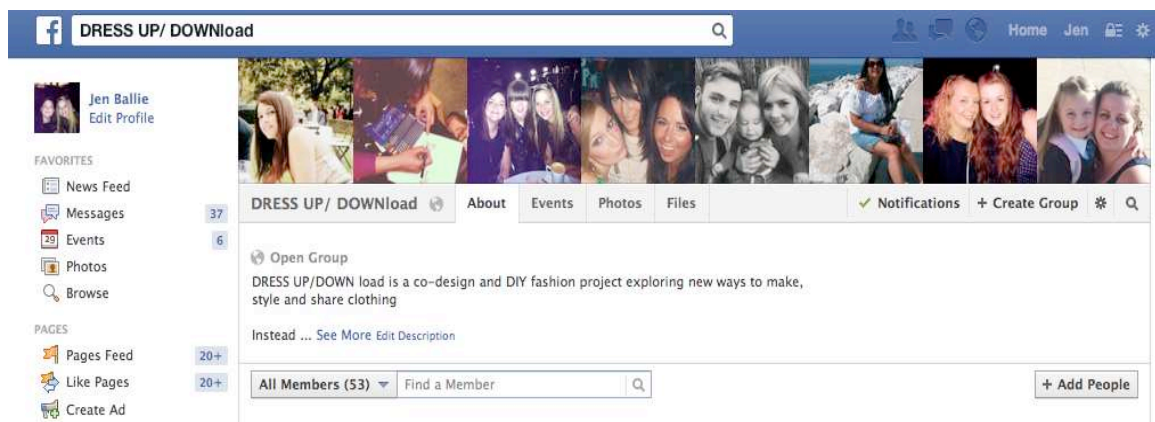 f DRESS UP/ DOWNload
Home Jen
Jen Ballie
Edit Profile
FAVORITES
News Feed
Messages 37
29 Events 6
Photos
Browse
PAGES
Pages Feed 20+
Like Pages 20+
Create Ad
DRESS UP/ DOWNload About Events Photos Files Notifications + Create Group
Open Group
DRESS UP/DOWN load is a co-design and DIY fashion project exploring new ways to make,
style and share clothing
Instead ... See More Edit Description
All Members (53) Find a Member + Add People